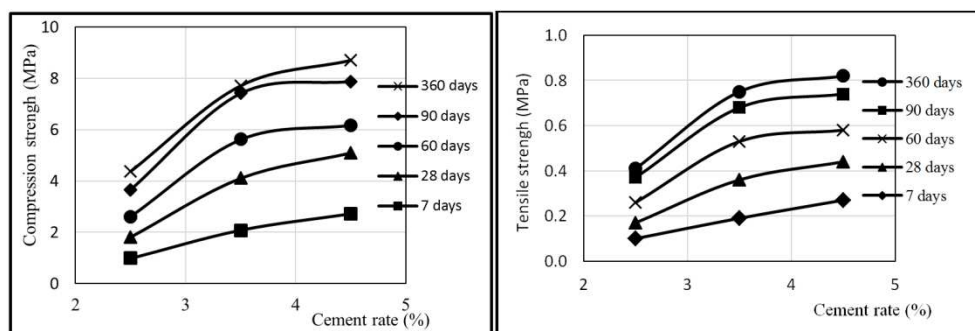 Compression strengh (MPa)
10
8
6
4
2
0
2
3
4
5
Cement rate (%)
360 days
90 days
60 days
28 days
7 days
Tensile strengh (MPa)
1.0
0.8
0.6
0.4
0.2
0.0
2
3
4
5
Cement rate (%)
360 days
90 days
60 days
28 days
7 days